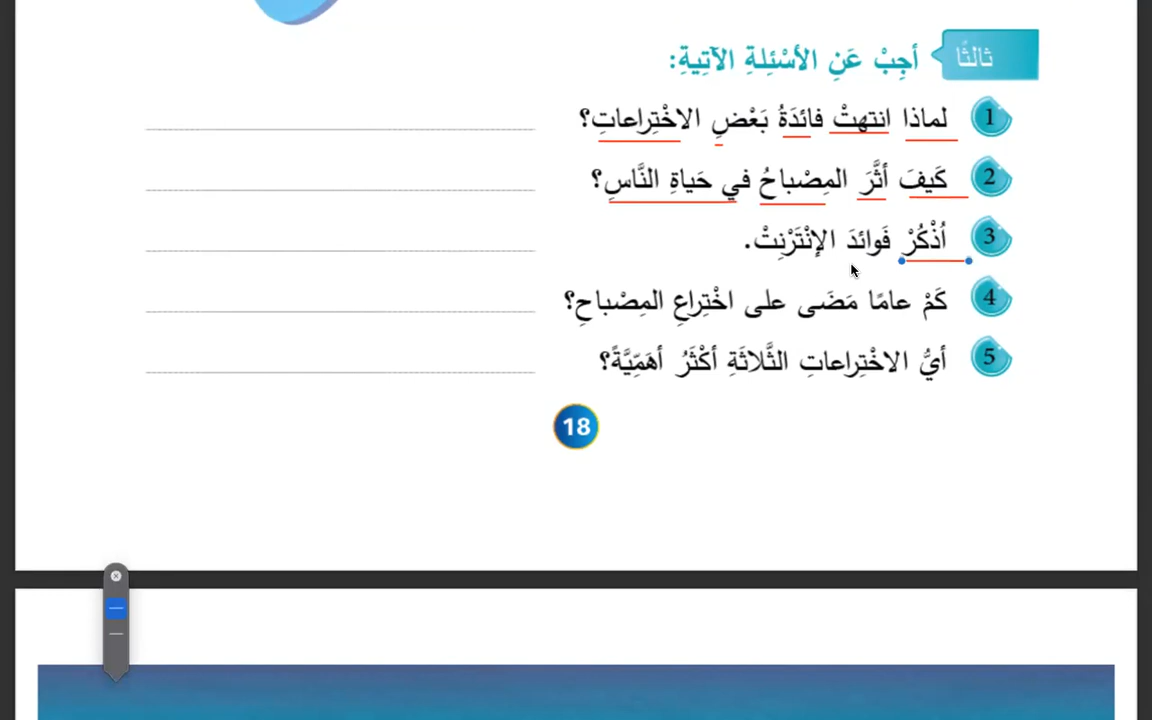 ثالثًا أجِبْ عَنِ الأسْئِلةِ الآتِيةِ:
1 لماذا انتهتْ فائدَةُ بَعْضِ الاخْتِراعاتِ؟
2 كَيفَ أثَّرَ المِصْباحُ في حَياةِ النَّاسِ؟
3 اُذْكُرْ فَوائدَ الإنْتَرْنِتْ.
4 كَمْ عامًا مَضَى على اخْتِراعِ المِصْباحِ؟
5 أيُّ الاخْتِراعاتِ الثَّلاثَةِ أكْثَرُ أهَمِّيَّةً؟
18